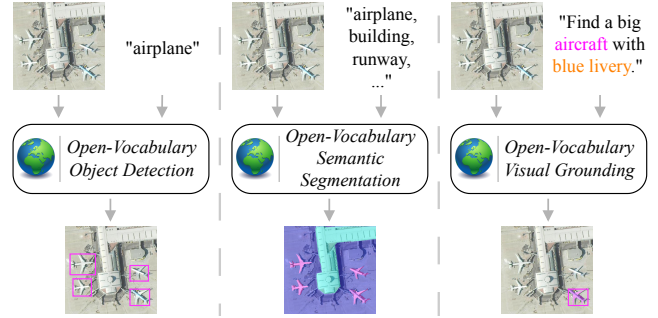 "airplane"
"airplane,
building,
runway,
..."
"Find a big
aircraft with
blue livery."
Open-Vocabulary
Object Detection
Open-Vocabulary
Semantic
Segmentation
Open-Vocabulary
Visual Grounding